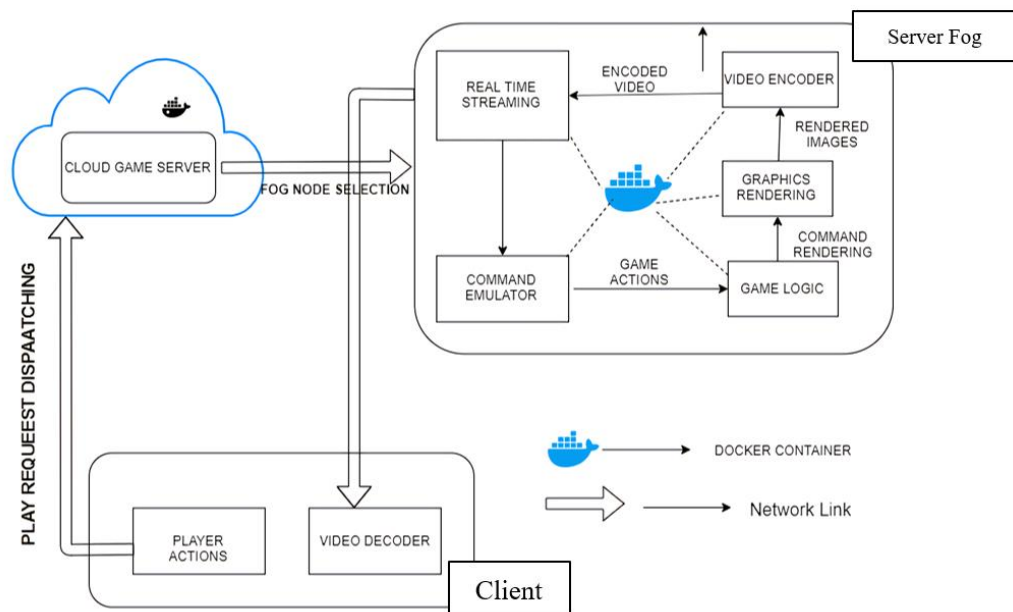 Server Fog
REAL TIME
STREAMING
ENCODED
VIDEO
VIDEO ENCODER
RENDERED
IMAGES
CLOUD GAME SERVER
FOG NODE SELECTION
GRAPHICS
RENDERING
COMMAND
RENDERING
COMMAND
EMULATOR
GAME
ACTIONS
GAME LOGIC
PLAY REQUEEST DISPAATCHING
DOCKER CONTAINER
Network Link
PLAYER
ACTIONS
VIDEO DECODER
Client